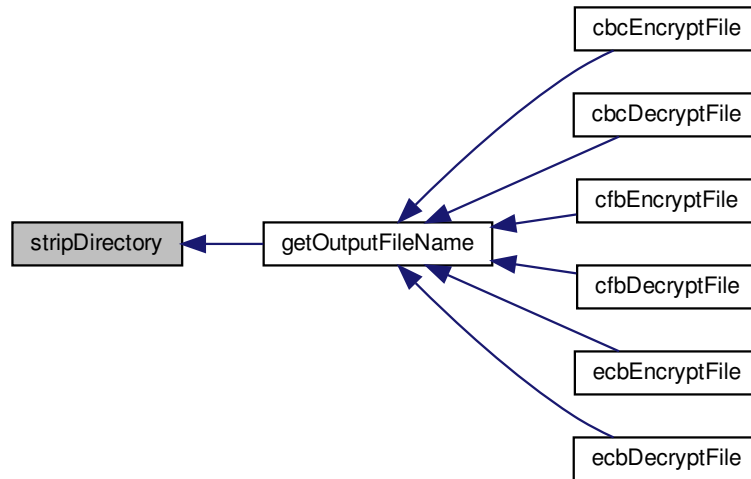 cbcEncryptFile
cbcDecryptFile
cfbEncryptFile
stripDirectory
getOutputFileName
cfbDecryptFile
ecbEncryptFile
ecbDecryptFile